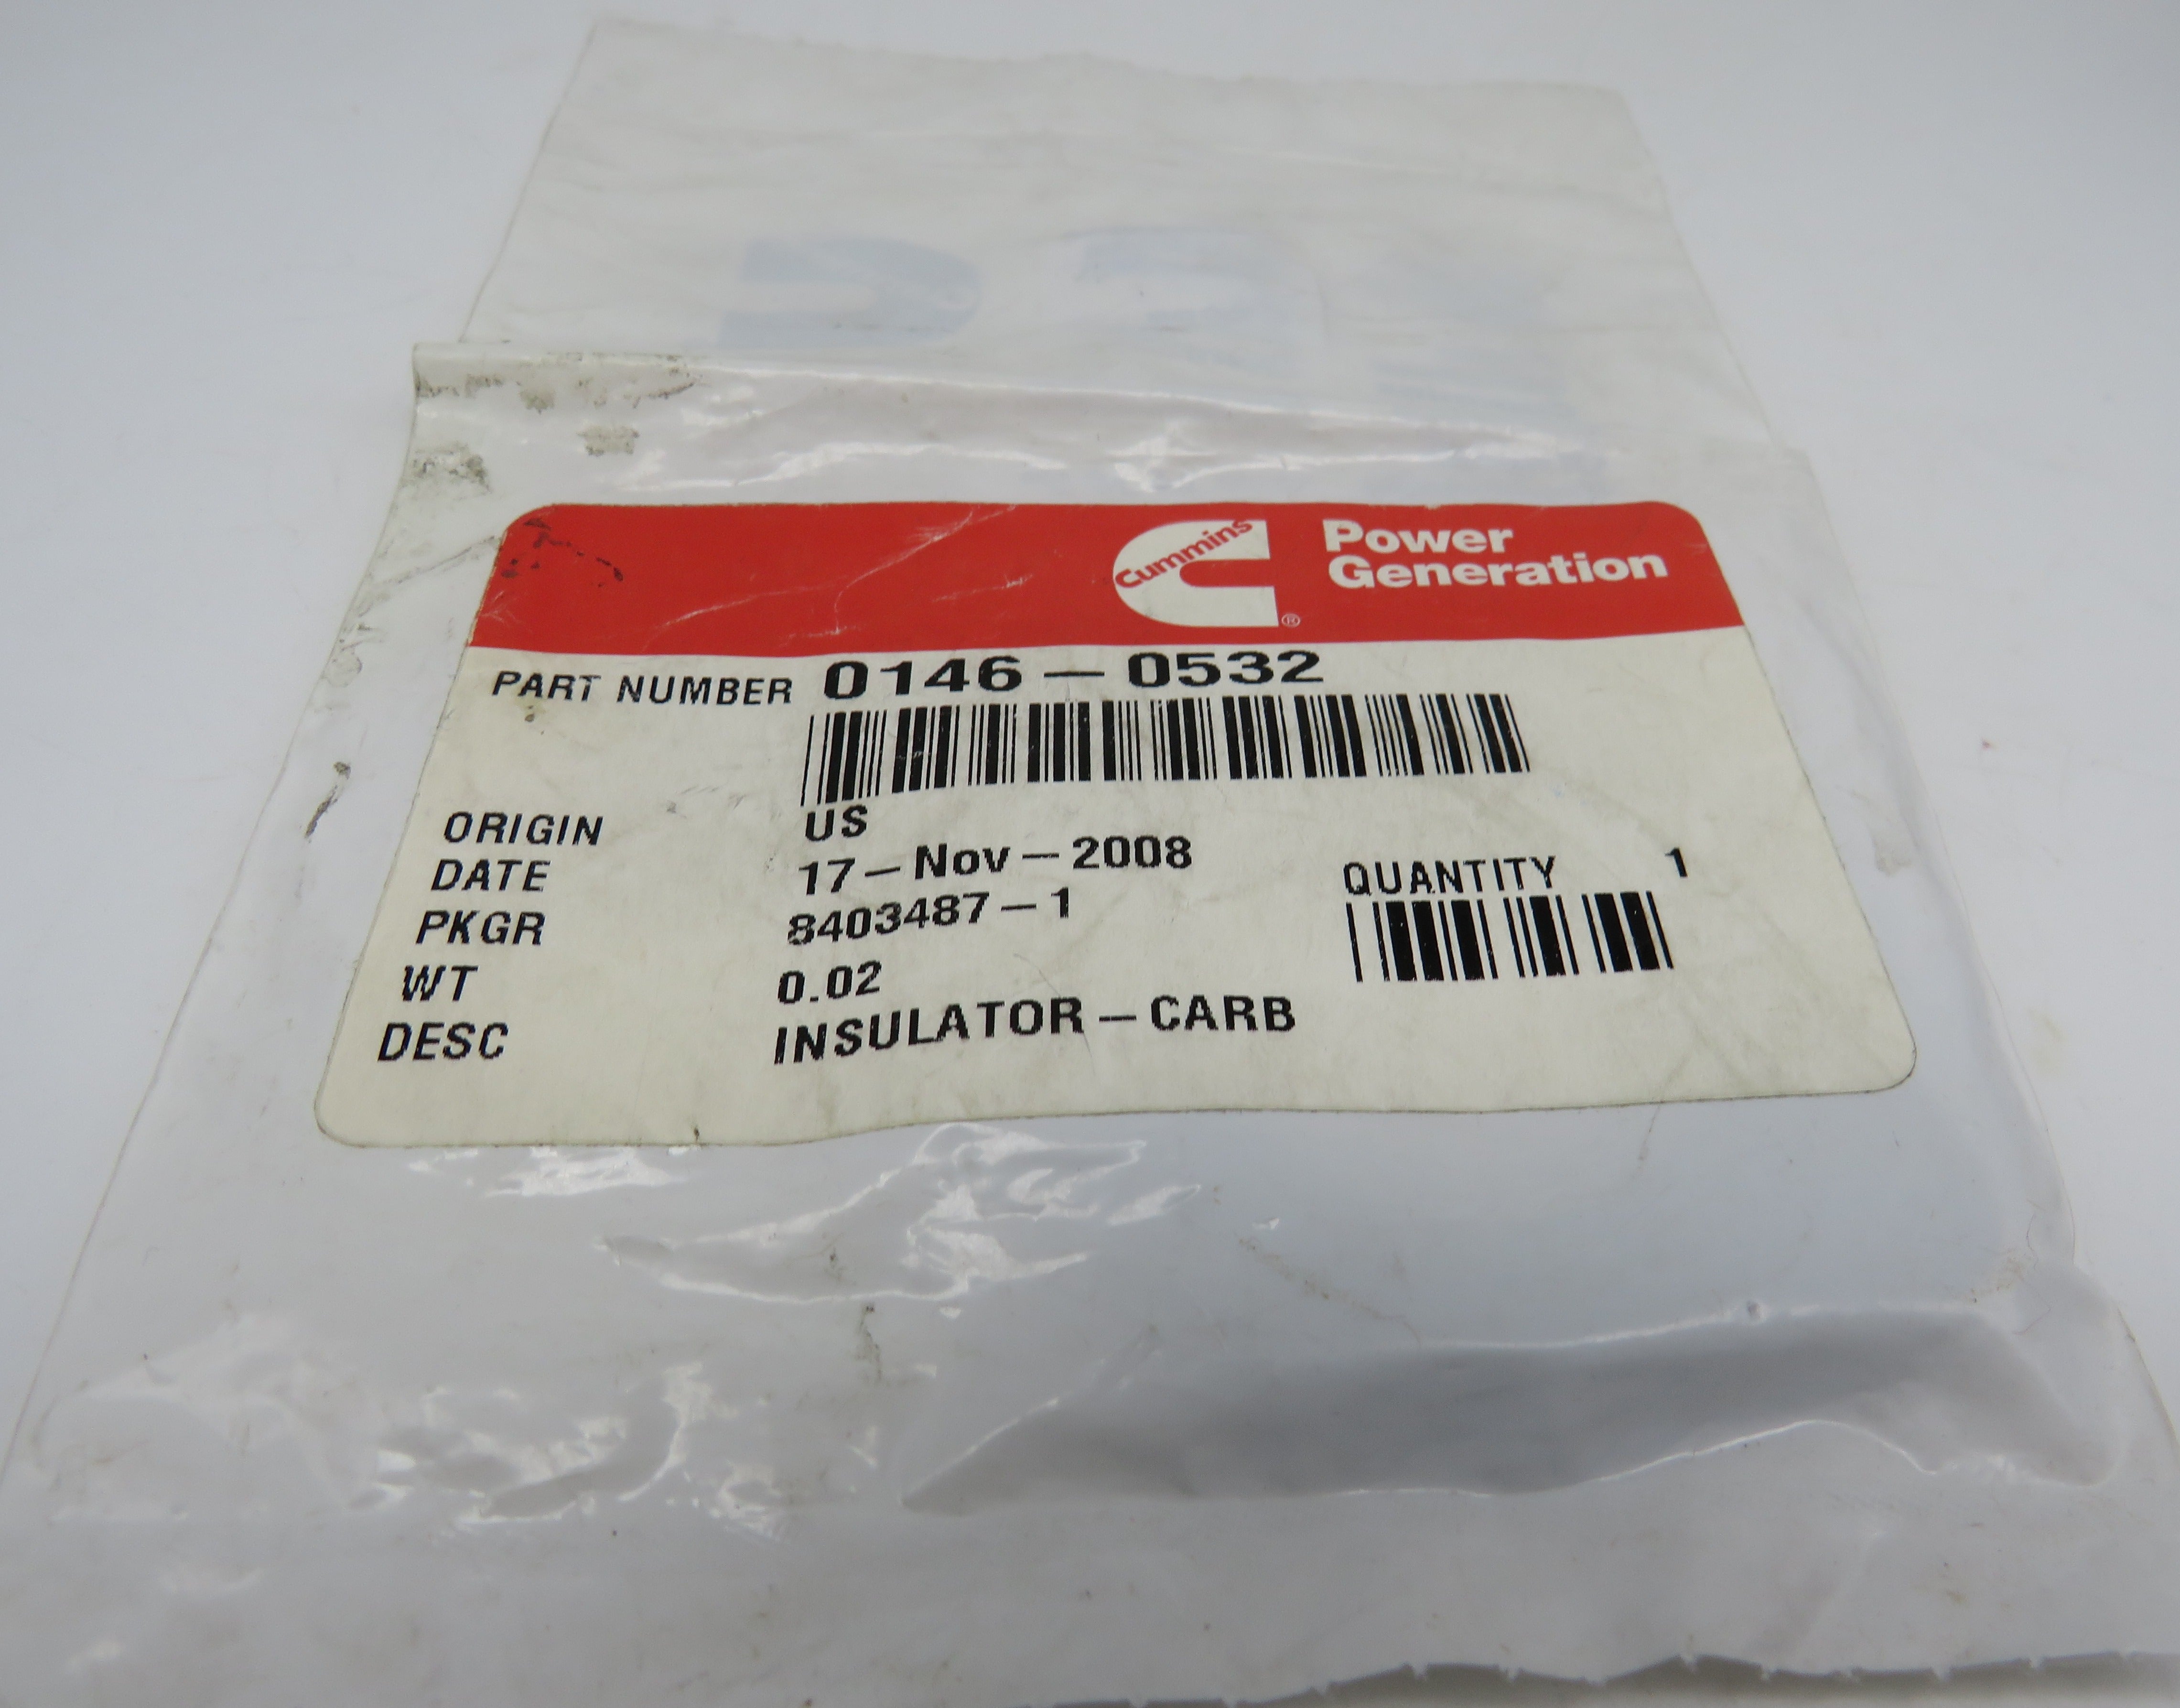 Cummins
Power
Generation
®
PART NUMBER 0146-0532
ORIGIN US
DATE 17-Nov-2008
QUANTITY 1
PKGR 8403487-1
WT 0.02
DESC INSULATOR-CARB